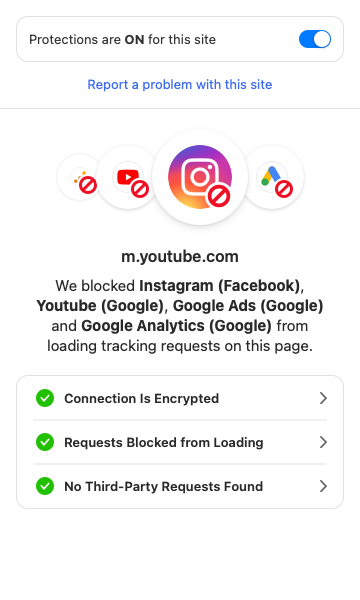 Protections are ON for this site
Report a problem with this site
m.youtube.com
We blocked Instagram (Facebook),
Youtube (Google), Google Ads (Google)
and Google Analytics (Google) from
loading tracking requests on this page.
Connection Is Encrypted
Requests Blocked from Loading
No Third-Party Requests Found